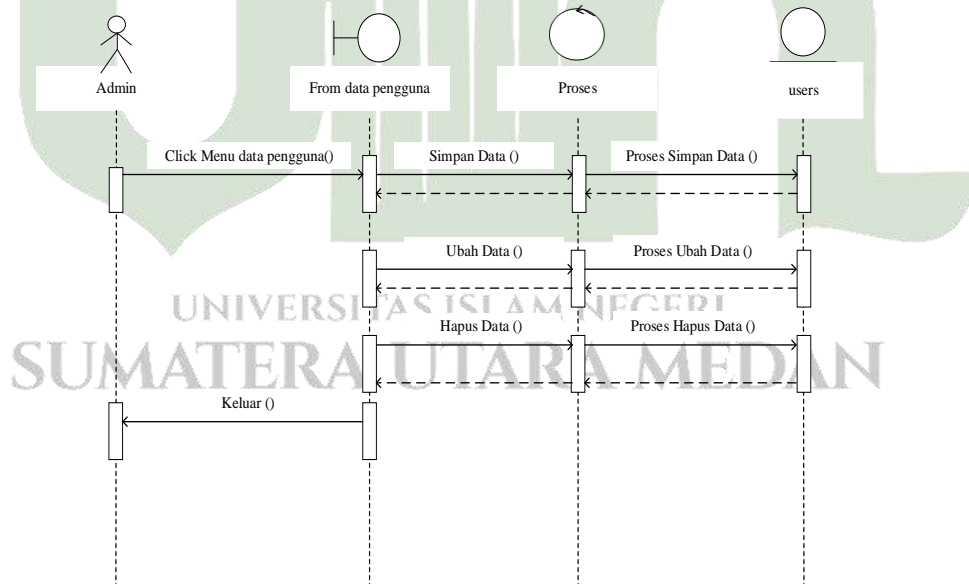 Admin
From data pengguna
Proses
users
Click Menu data pengguna()
Simpan Data ()
Proses Simpan Data ()
Ubah Data ()
Proses Ubah Data ()
UNIVERSITAS ISLAM NEGERI
Hapus Data ()
Proses Hapus Data ()
SUMATERA UTARA MEDAN
Keluar ()